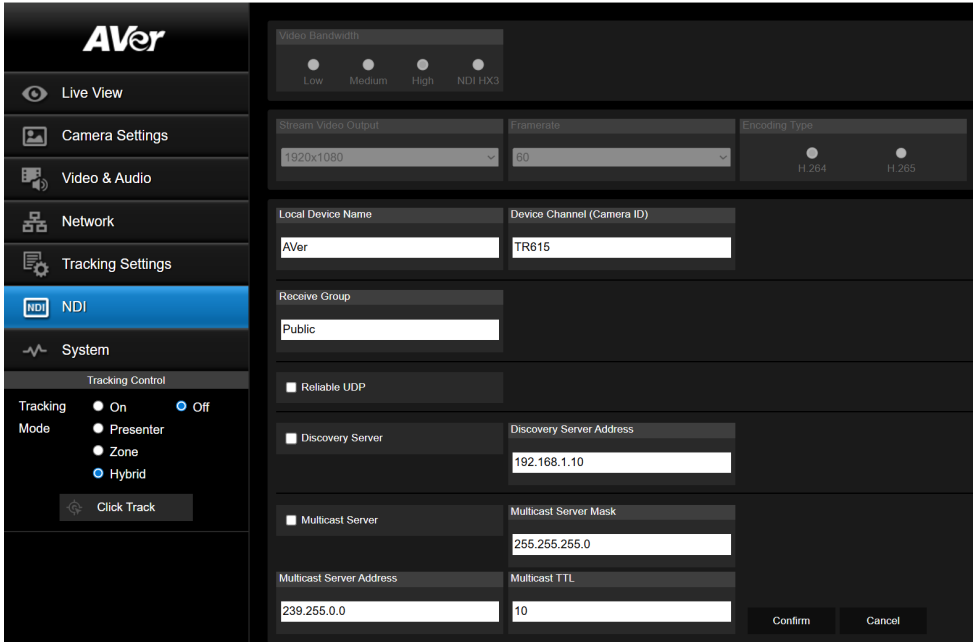 AVer
Live View
Camera Settings
Video & Audio
Network
Tracking Settings
NDI NDI
System
Tracking Control
Tracking On Off
Mode Presenter
Zone
Hybrid
Click Track
Video Bandwidth
Low Medium High NDI HX3
Stream Video Output Framerate Encoding Type
1920x1080 60
H.264 H.265
Local Device Name Device Channel (Camera ID)
AVer TR615
Receive Group
Public
Reliable UDP
Discovery Server Discovery Server Address
192.168.1.10
Multicast Server Multicast Server Mask
255.255.255.0
Multicast Server Address Multicast TTL
239.255.0.0 10
Confirm Cancel